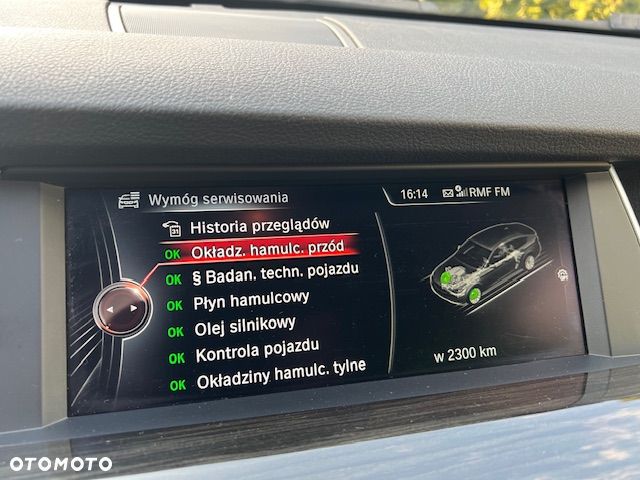 Wymóg serwisowania
16:14 RMF FM
31 Historia przeglądów
OK Okładz. hamulc. przód
OK § Badan. techn. pojazdu
OK Płyn hamulcowy
OK Olej silnikowy
OK Kontrola pojazdu
OK Okładziny hamulc. tylne
w 2300 km
OTOMOTO